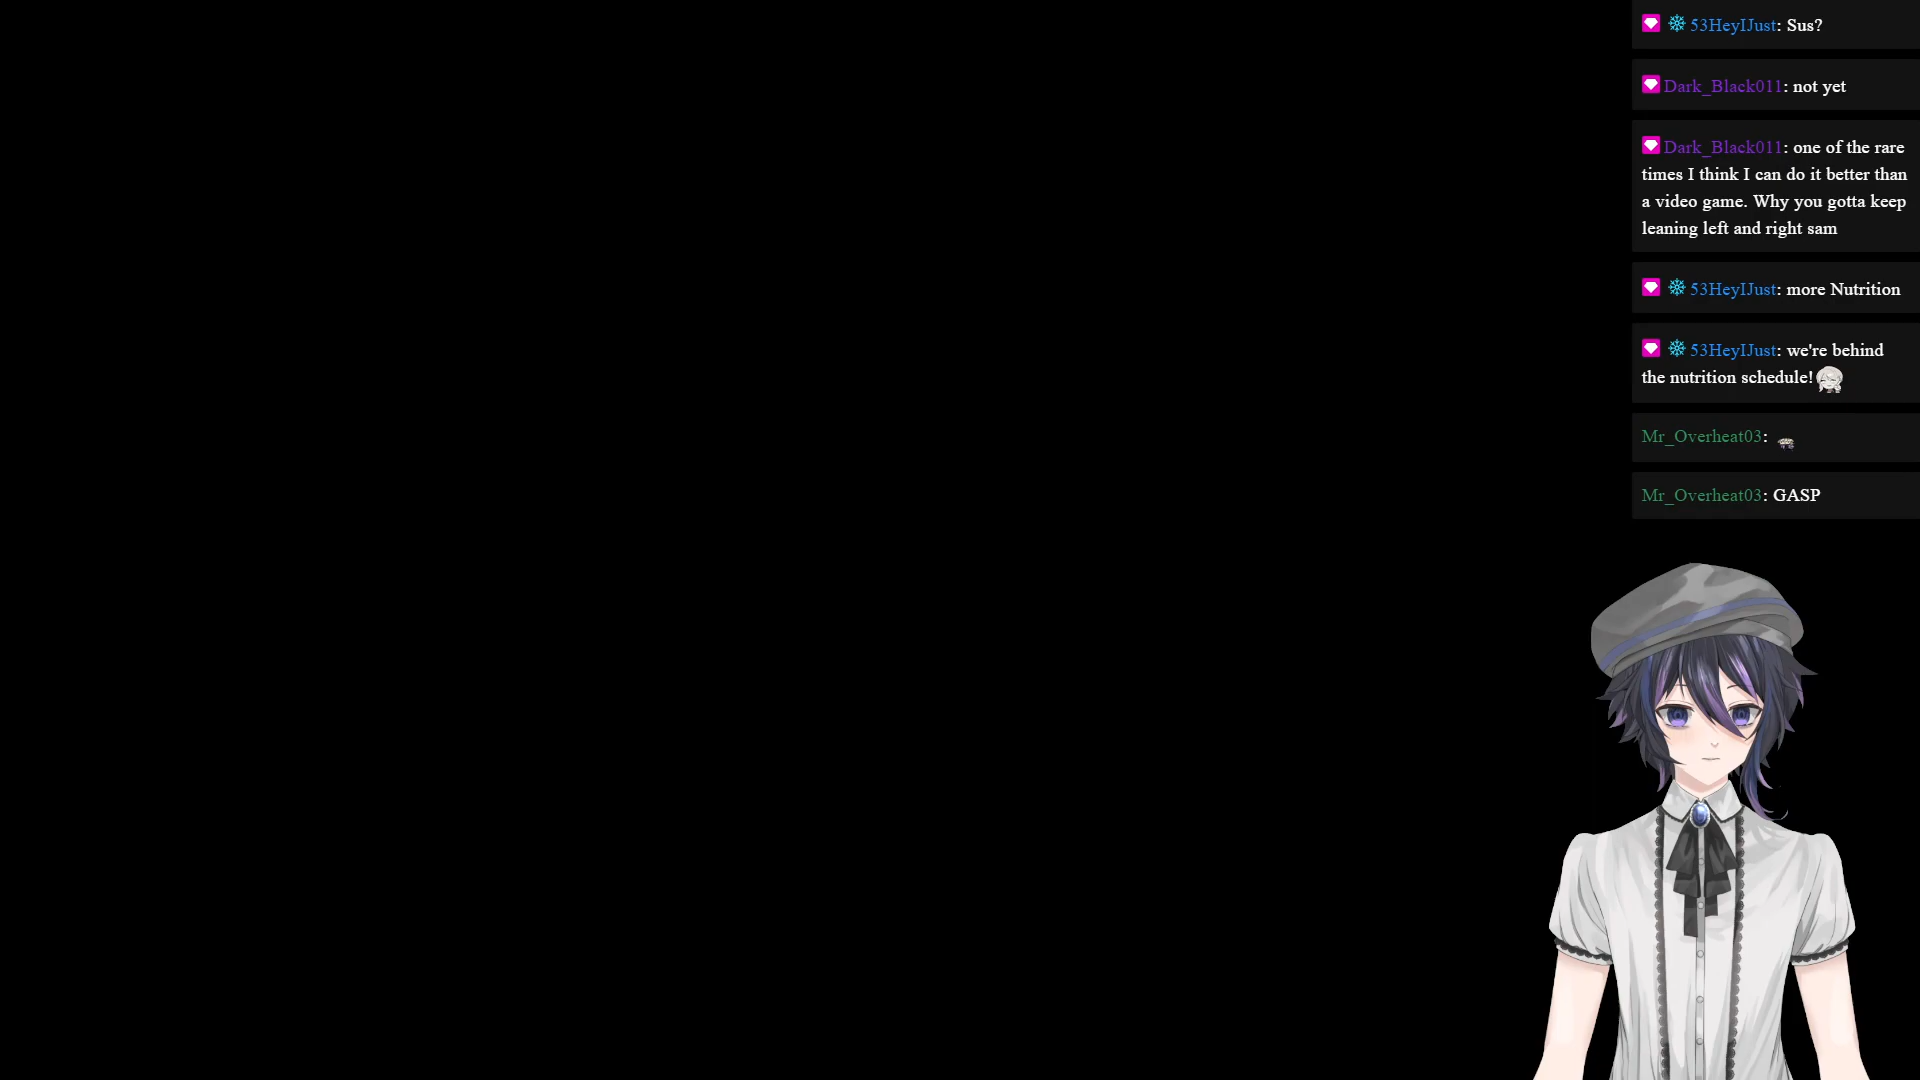 53HeyIJust: Sus?
Dark_Black011: not yet
Dark_Black011: one of the rare
times I think I can do it better than
a video game. Why you gotta keep
leaning left and right sam
53HeyIJust: more Nutrition
53HeyIJust: we're behind
the nutrition schedule!
Mr_Overheat03:
Mr_Overheat03: GASP